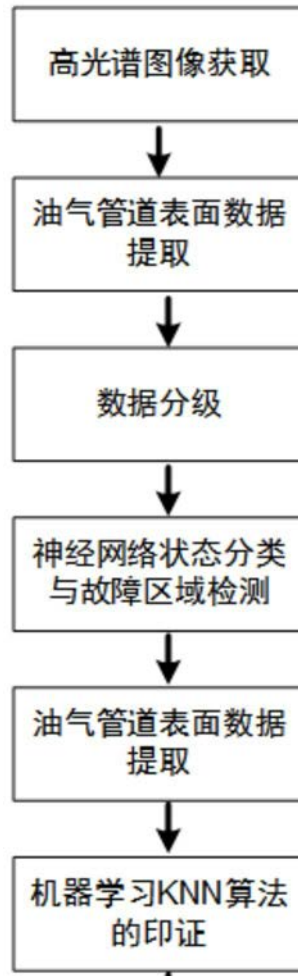 高光谱图像获取
油气管道表面数据
提取
数据分级
神经网络状态分类
与故障区域检测
油气管道表面数据
提取
机器学习KNN算法
的印证